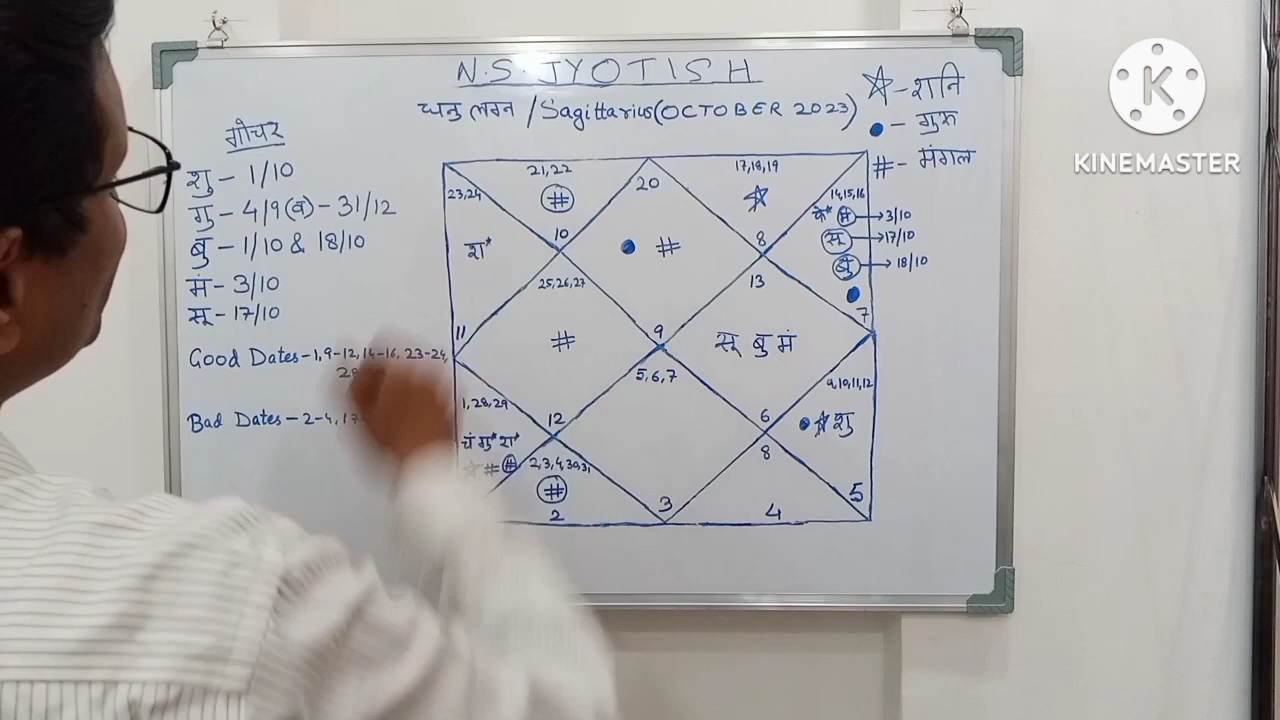 N.S. JYOTISH
धनु लग्न / Sagittarius (OCTOBER 2023)
☆ - शनि
● - गुरु
# - मंगल
KINEMASTER
गोचर
शु - 1/10
गु - 4/9 (व) - 31/12
बु - 1/10 & 18/10
मं - 3/10
सू - 17/10
Good Dates - 1, 9-12, 14-16, 23-24,
28
Bad Dates - 2-4, 17
21,22
17,18,19
23,24
#
20
☆
14,15,16
के* मं → 3/10
सू → 17/10
बु → 18/10
श*
10
● #
8
●
25,26,27
13
7
11
#
9
सू बु मं
5,6,7
9,10,11,12
1,28,29
12
6
● ☆ शु
चं गु* रा*
☆ # #
2,3,4,30,31
8
#
5
2
3
4